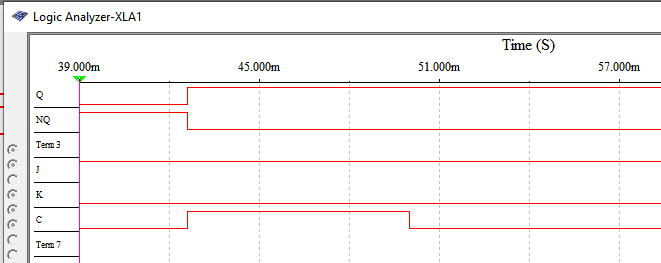 Logic Analyzer-XLA1
Time (S)
39.000m 45.000m 51.000m 57.000m
Q
NQ
Term 3
J
K
C
Term 7